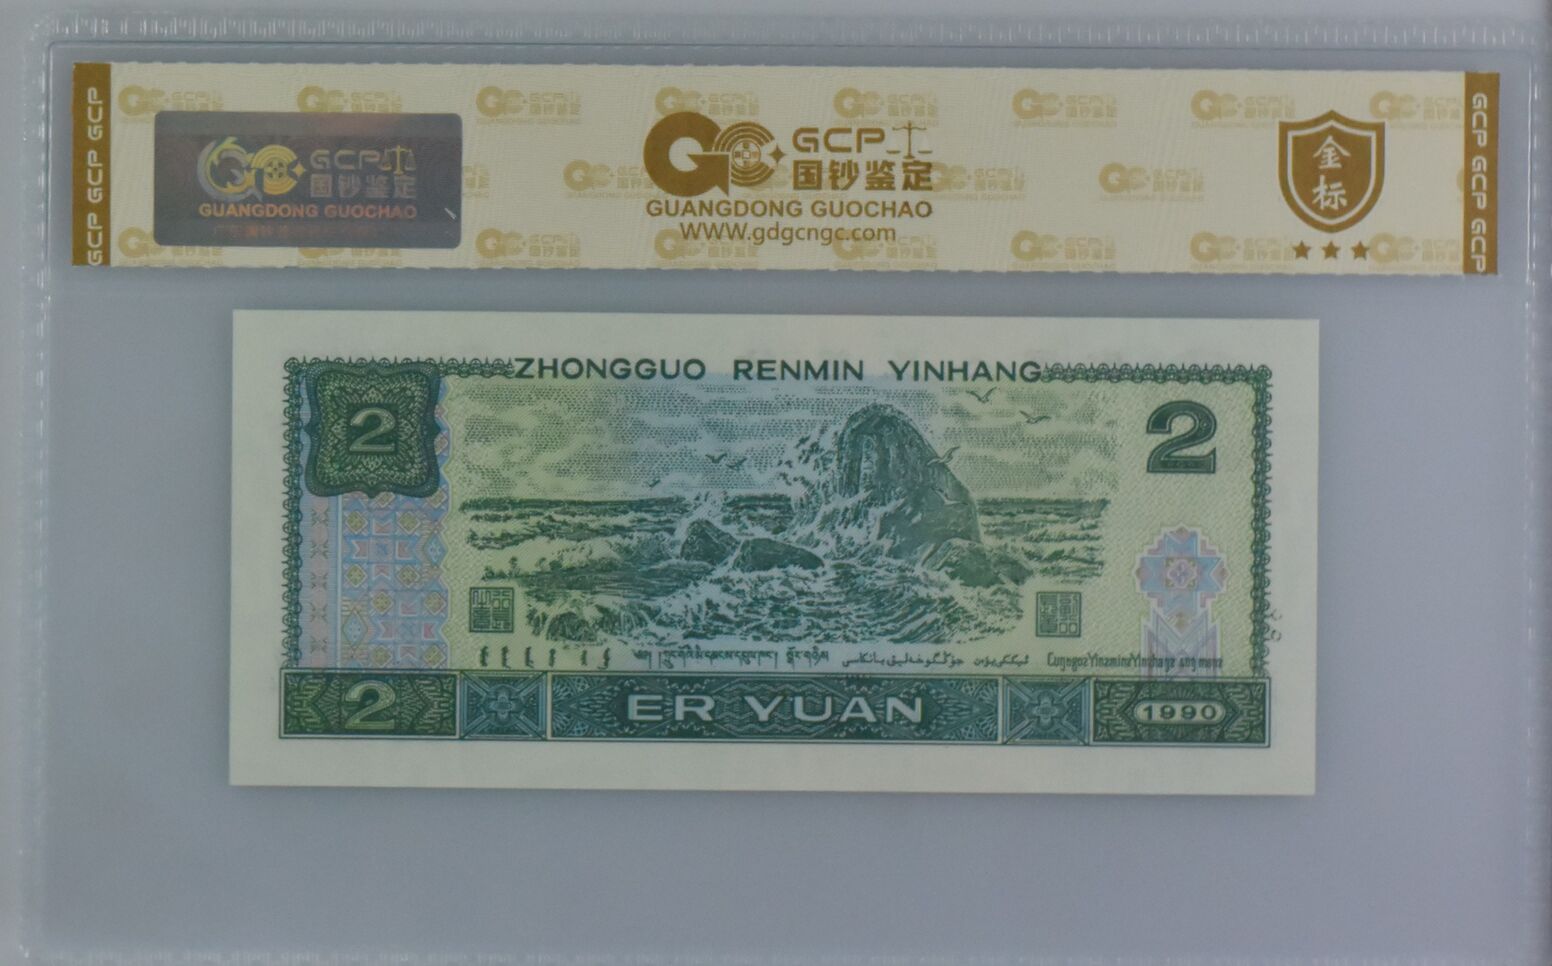 GCP GCP GCP
GCP
国钞鉴定
GUANGDONG GUOCHAO
GCP
国钞鉴定
GUANGDONG GUOCHAO
WWW.gdgcngc.com
金
标
GCP GCP GCP
ZHONGGUO RENMIN YINHANG
2
2
2
ER YUAN
1990